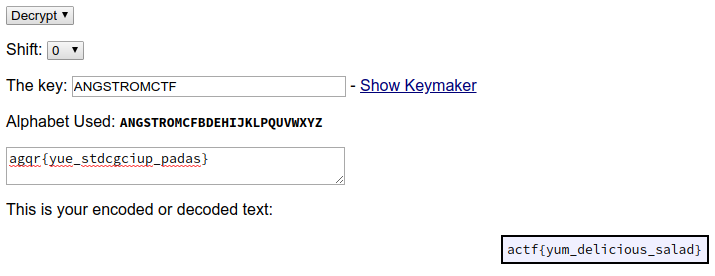 Decrypt
Shift: 0
The key: ANGSTROMCTF - Show Keymaker
Alphabet Used: ANGSTROMCFBDEHIJKLPQUVWXYZ
agqr{yue_stdcgciup_padas}
This is your encoded or decoded text:
actf{yum_delicious_salad}